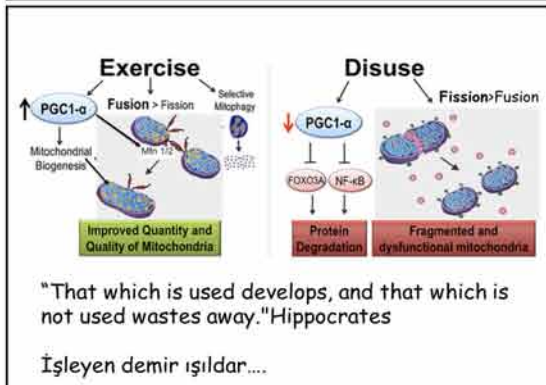 Exercise
PGC1-α
Fusion > Fission
Selective
Mitophagy
Mitochondrial
Biogenesis
Mfn 1/2
Improved Quantity and
Quality of Mitochondria
Disuse
Fission>Fusion
PGC1-α
FOXO3A
NF-κB
Protein
Degradation
Fragmented and
dysfunctional mitochondria
"That which is used develops, and that which is
not used wastes away."Hippocrates
İşleyen demir ışıldar....